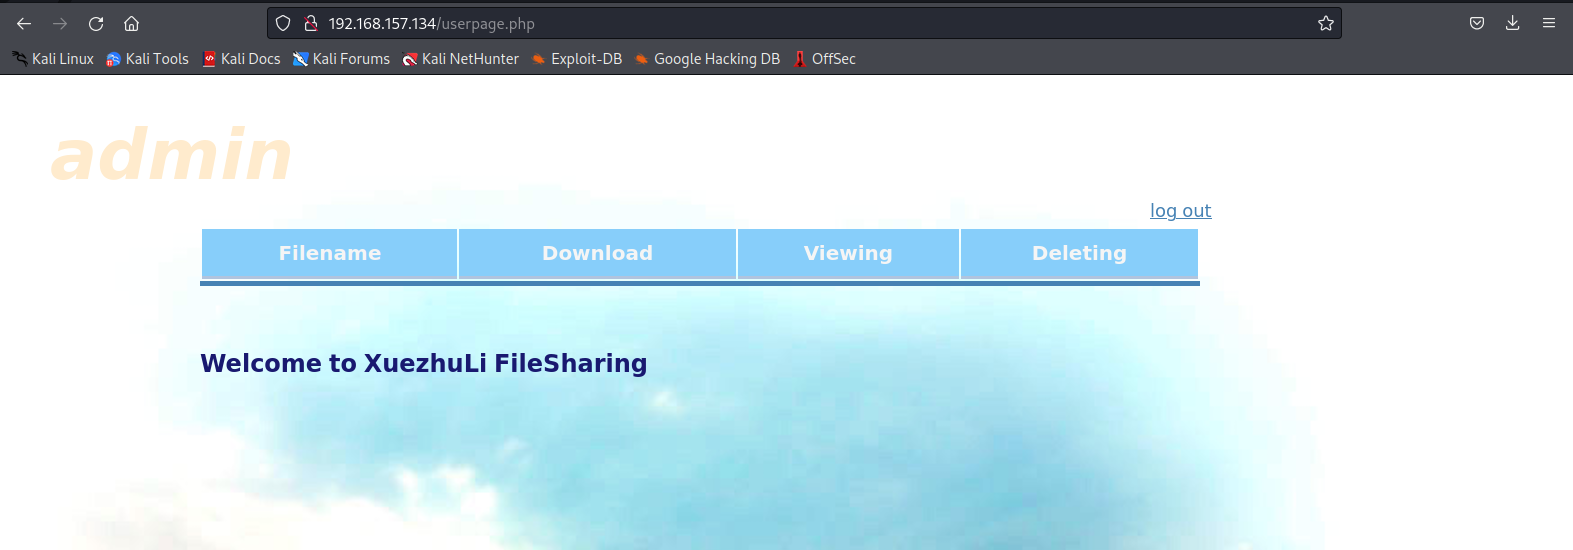 192.168.157.134/userpage.php
Kali Linux Kali Tools Kali Docs Kali Forums Kali NetHunter Exploit-DB Google Hacking DB OffSec
admin
log out
Filename Download Viewing Deleting
Welcome to XuezhuLi FileSharing